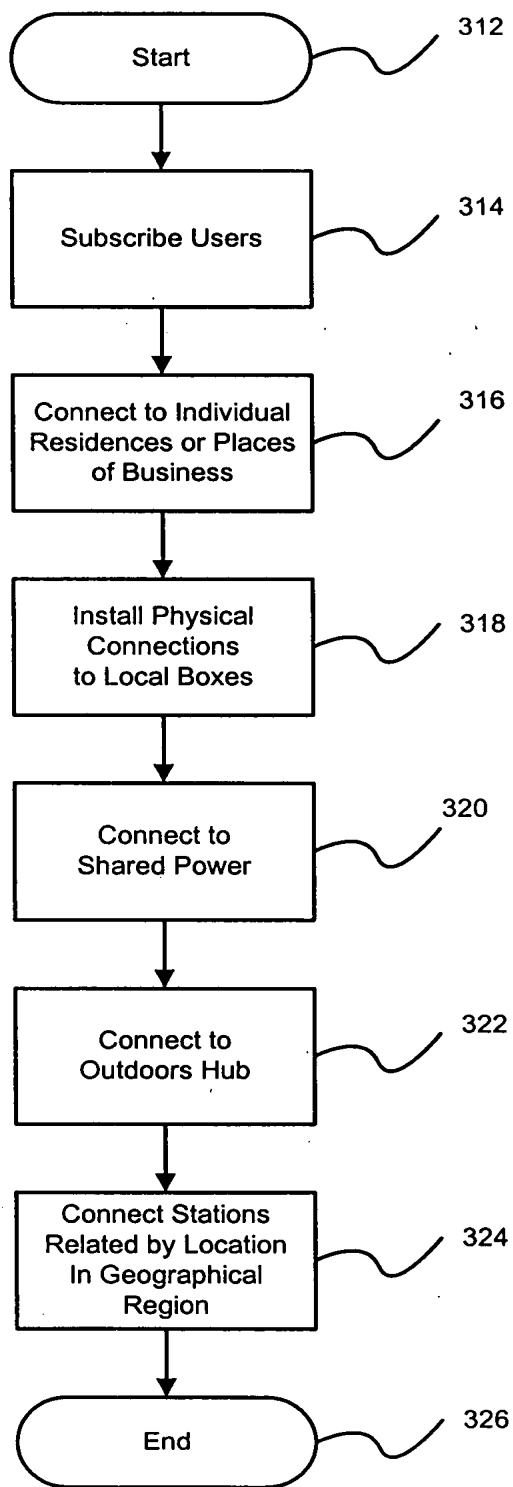 Start
312
Subscribe Users
314
Connect to Individual
Residences or Places
of Business
316
Install Physical
Connections
to Local Boxes
318
Connect to
Shared Power
320
Connect to
Outdoors Hub
322
Connect Stations
Related by Location
In Geographical
Region
324
End
326